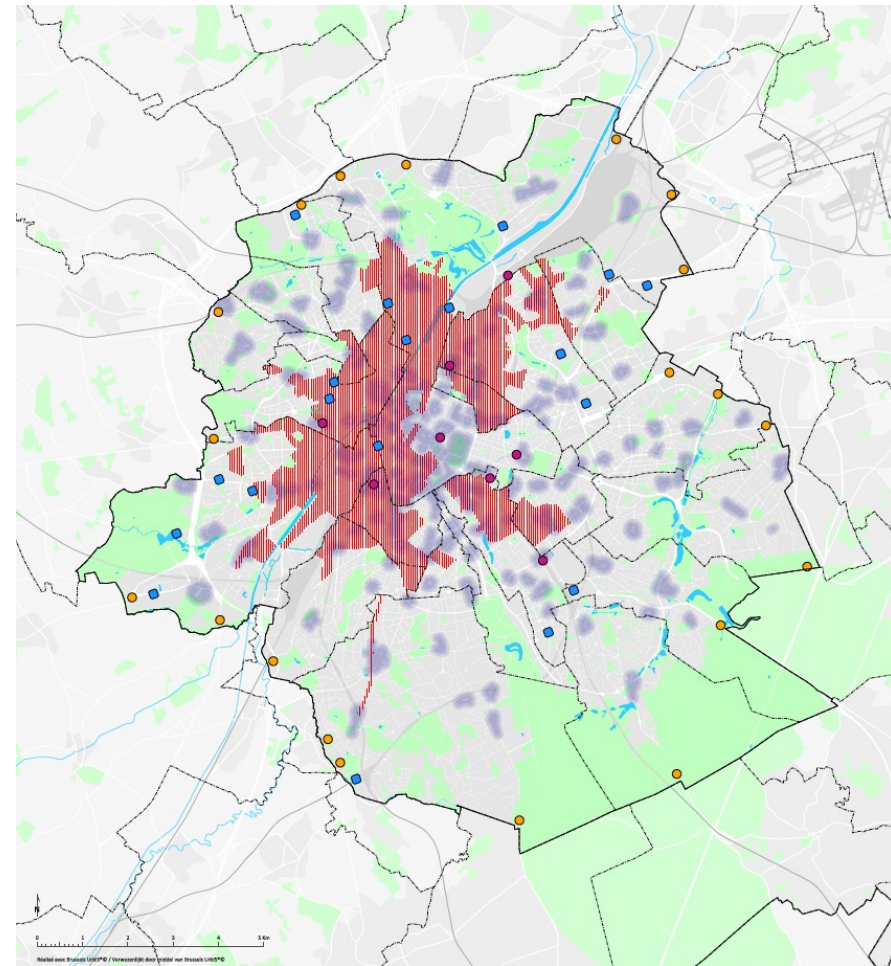 N
0 1 2 3 4 5 Km
Réalisé avec Brussels UrbIS®© / Verwezenlijkt door middel van Brussels UrbIS®©